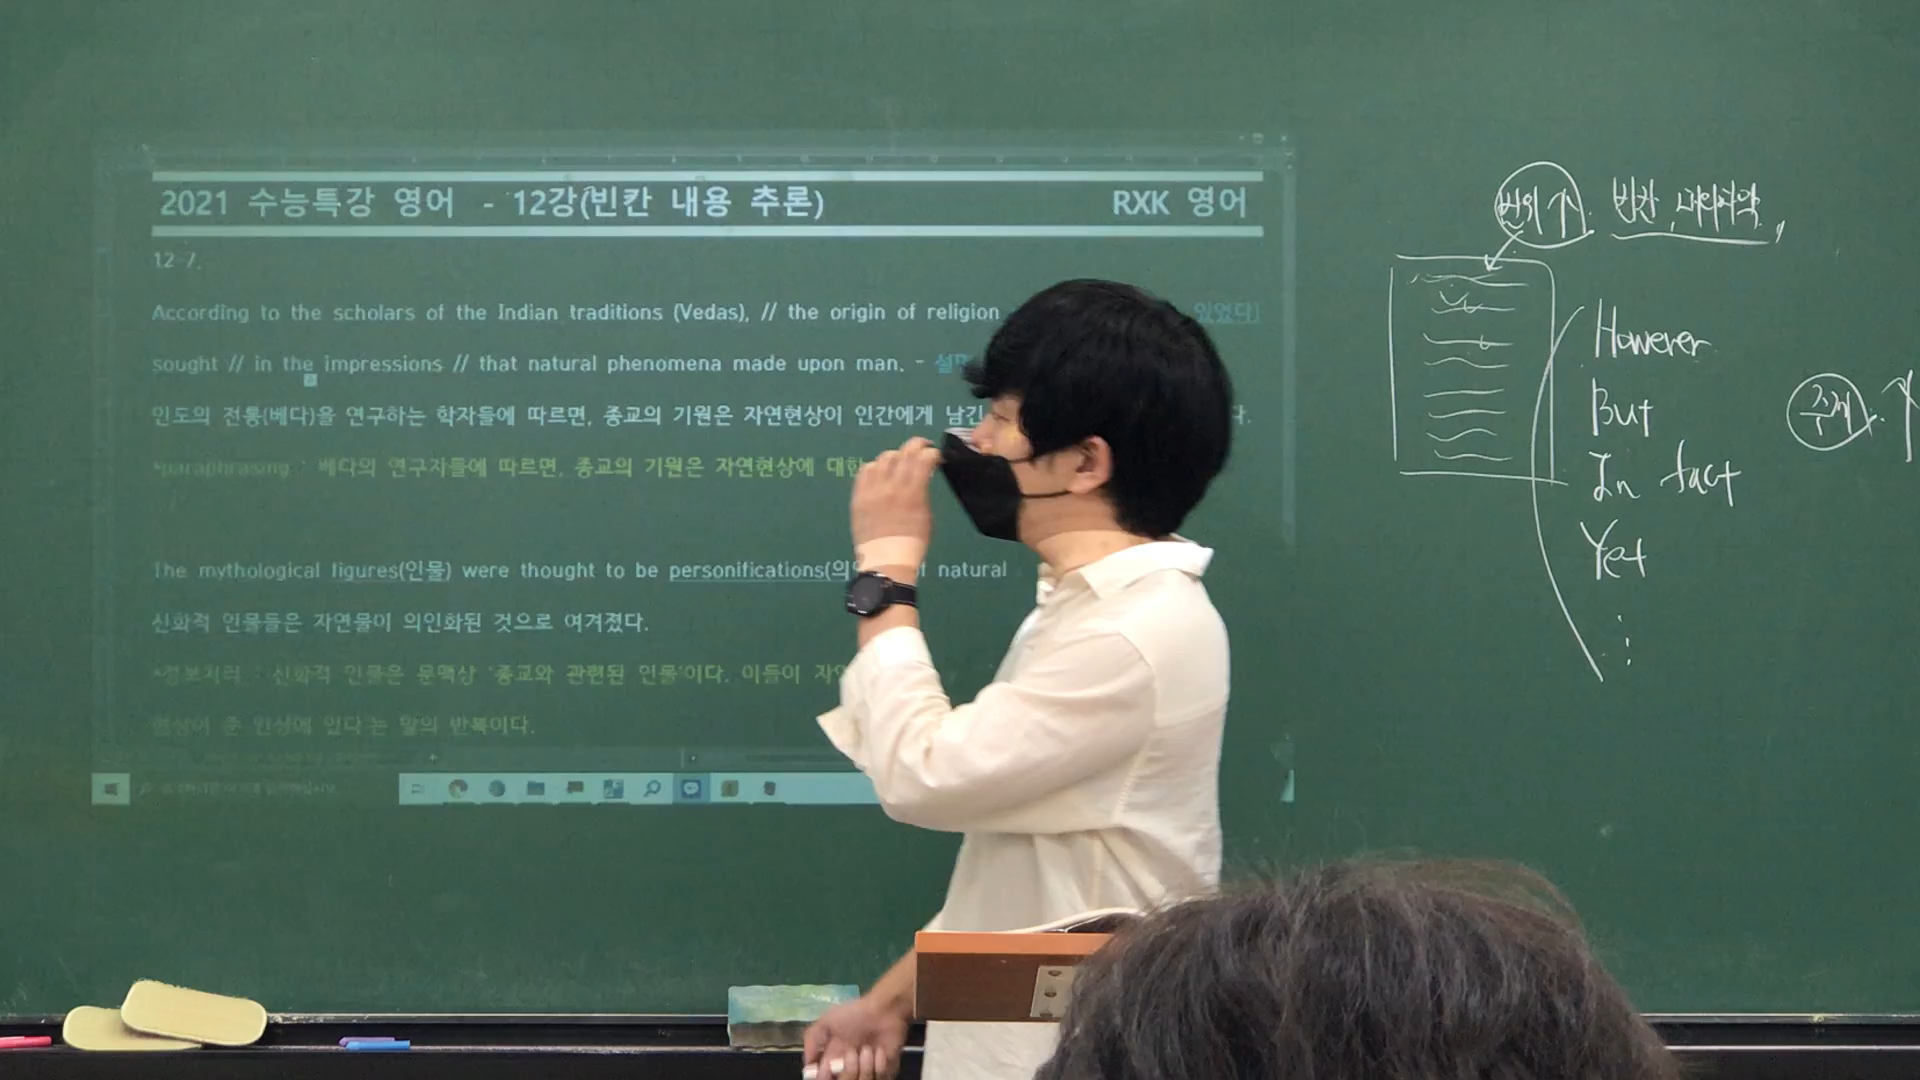 2021 수능특강 영어 - 12강(빈칸 내용 추론) RXK 영어
12-7.
According to the scholars of the Indian traditions (Vedas), // the origin of religion 있었다]
sought // in the impressions // that natural phenomena made upon man. -
인도의 전통(베다)을 연구하는 학자들에 따르면, 종교의 기원은 자연현상이 인간에게 남긴 다.
*paraphrasing : 베다의 연구자들에 따르면, 종교의 기원은 자연현상에 대한
The mythological figures(인물) were thought to be personifications(의 natural
신화적 인물들은 자연물이 의인화된 것으로 여겨졌다.
*정보처리 : 신화적 인물은 문맥상 '종교와 관련된 인물'이다. 이들이
현상이 준 인상에 있다'는 말의 반복이다.
빈칸
However
But
In fact
Yet
주제